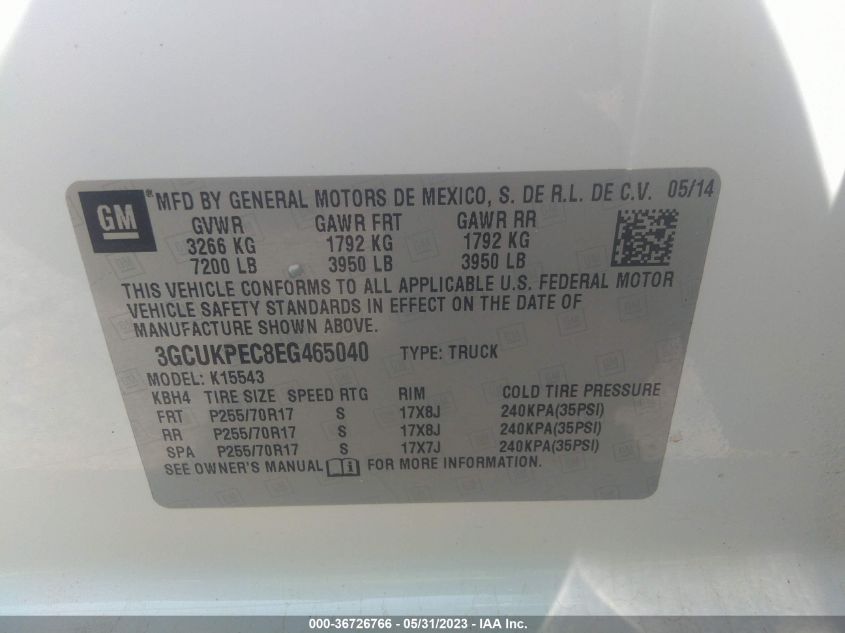 GM ® MFD BY GENERAL MOTORS DE MEXICO, S. DE R.L. DE C.V. 05/14
GVWR GAWR FRT GAWR RR
3266 KG 1792 KG 1792 KG
7200 LB 3950 LB 3950 LB
THIS VEHICLE CONFORMS TO ALL APPLICABLE U.S. FEDERAL MOTOR
VEHICLE SAFETY STANDARDS IN EFFECT ON THE DATE OF
MANUFACTURE SHOWN ABOVE.
3GCUKPEC8EG465040 TYPE: TRUCK
MODEL: K15543
KBH4 TIRE SIZE SPEED RTG RIM COLD TIRE PRESSURE
FRT P255/70R17 S 17X8J 240KPA(35PSI)
RR P255/70R17 S 17X8J 240KPA(35PSI)
SPA P255/70R17 S 17X7J 240KPA(35PSI)
SEE OWNER'S MANUAL i FOR MORE INFORMATION.
000-36726766 - 05/31/2023 - IAA Inc.